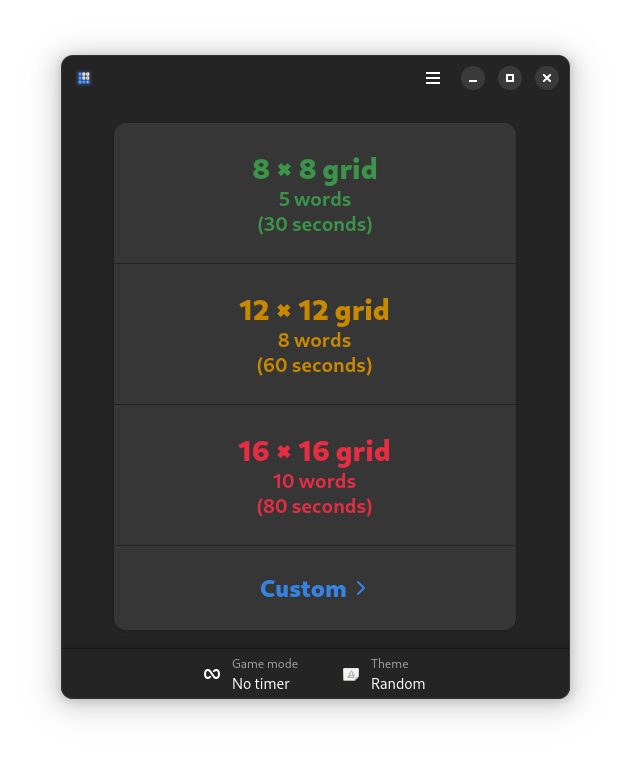 8 × 8 grid
5 words
(30 seconds)
12 × 12 grid
8 words
(60 seconds)
16 × 16 grid
10 words
(80 seconds)
Custom
Game mode
No timer
Theme
Random